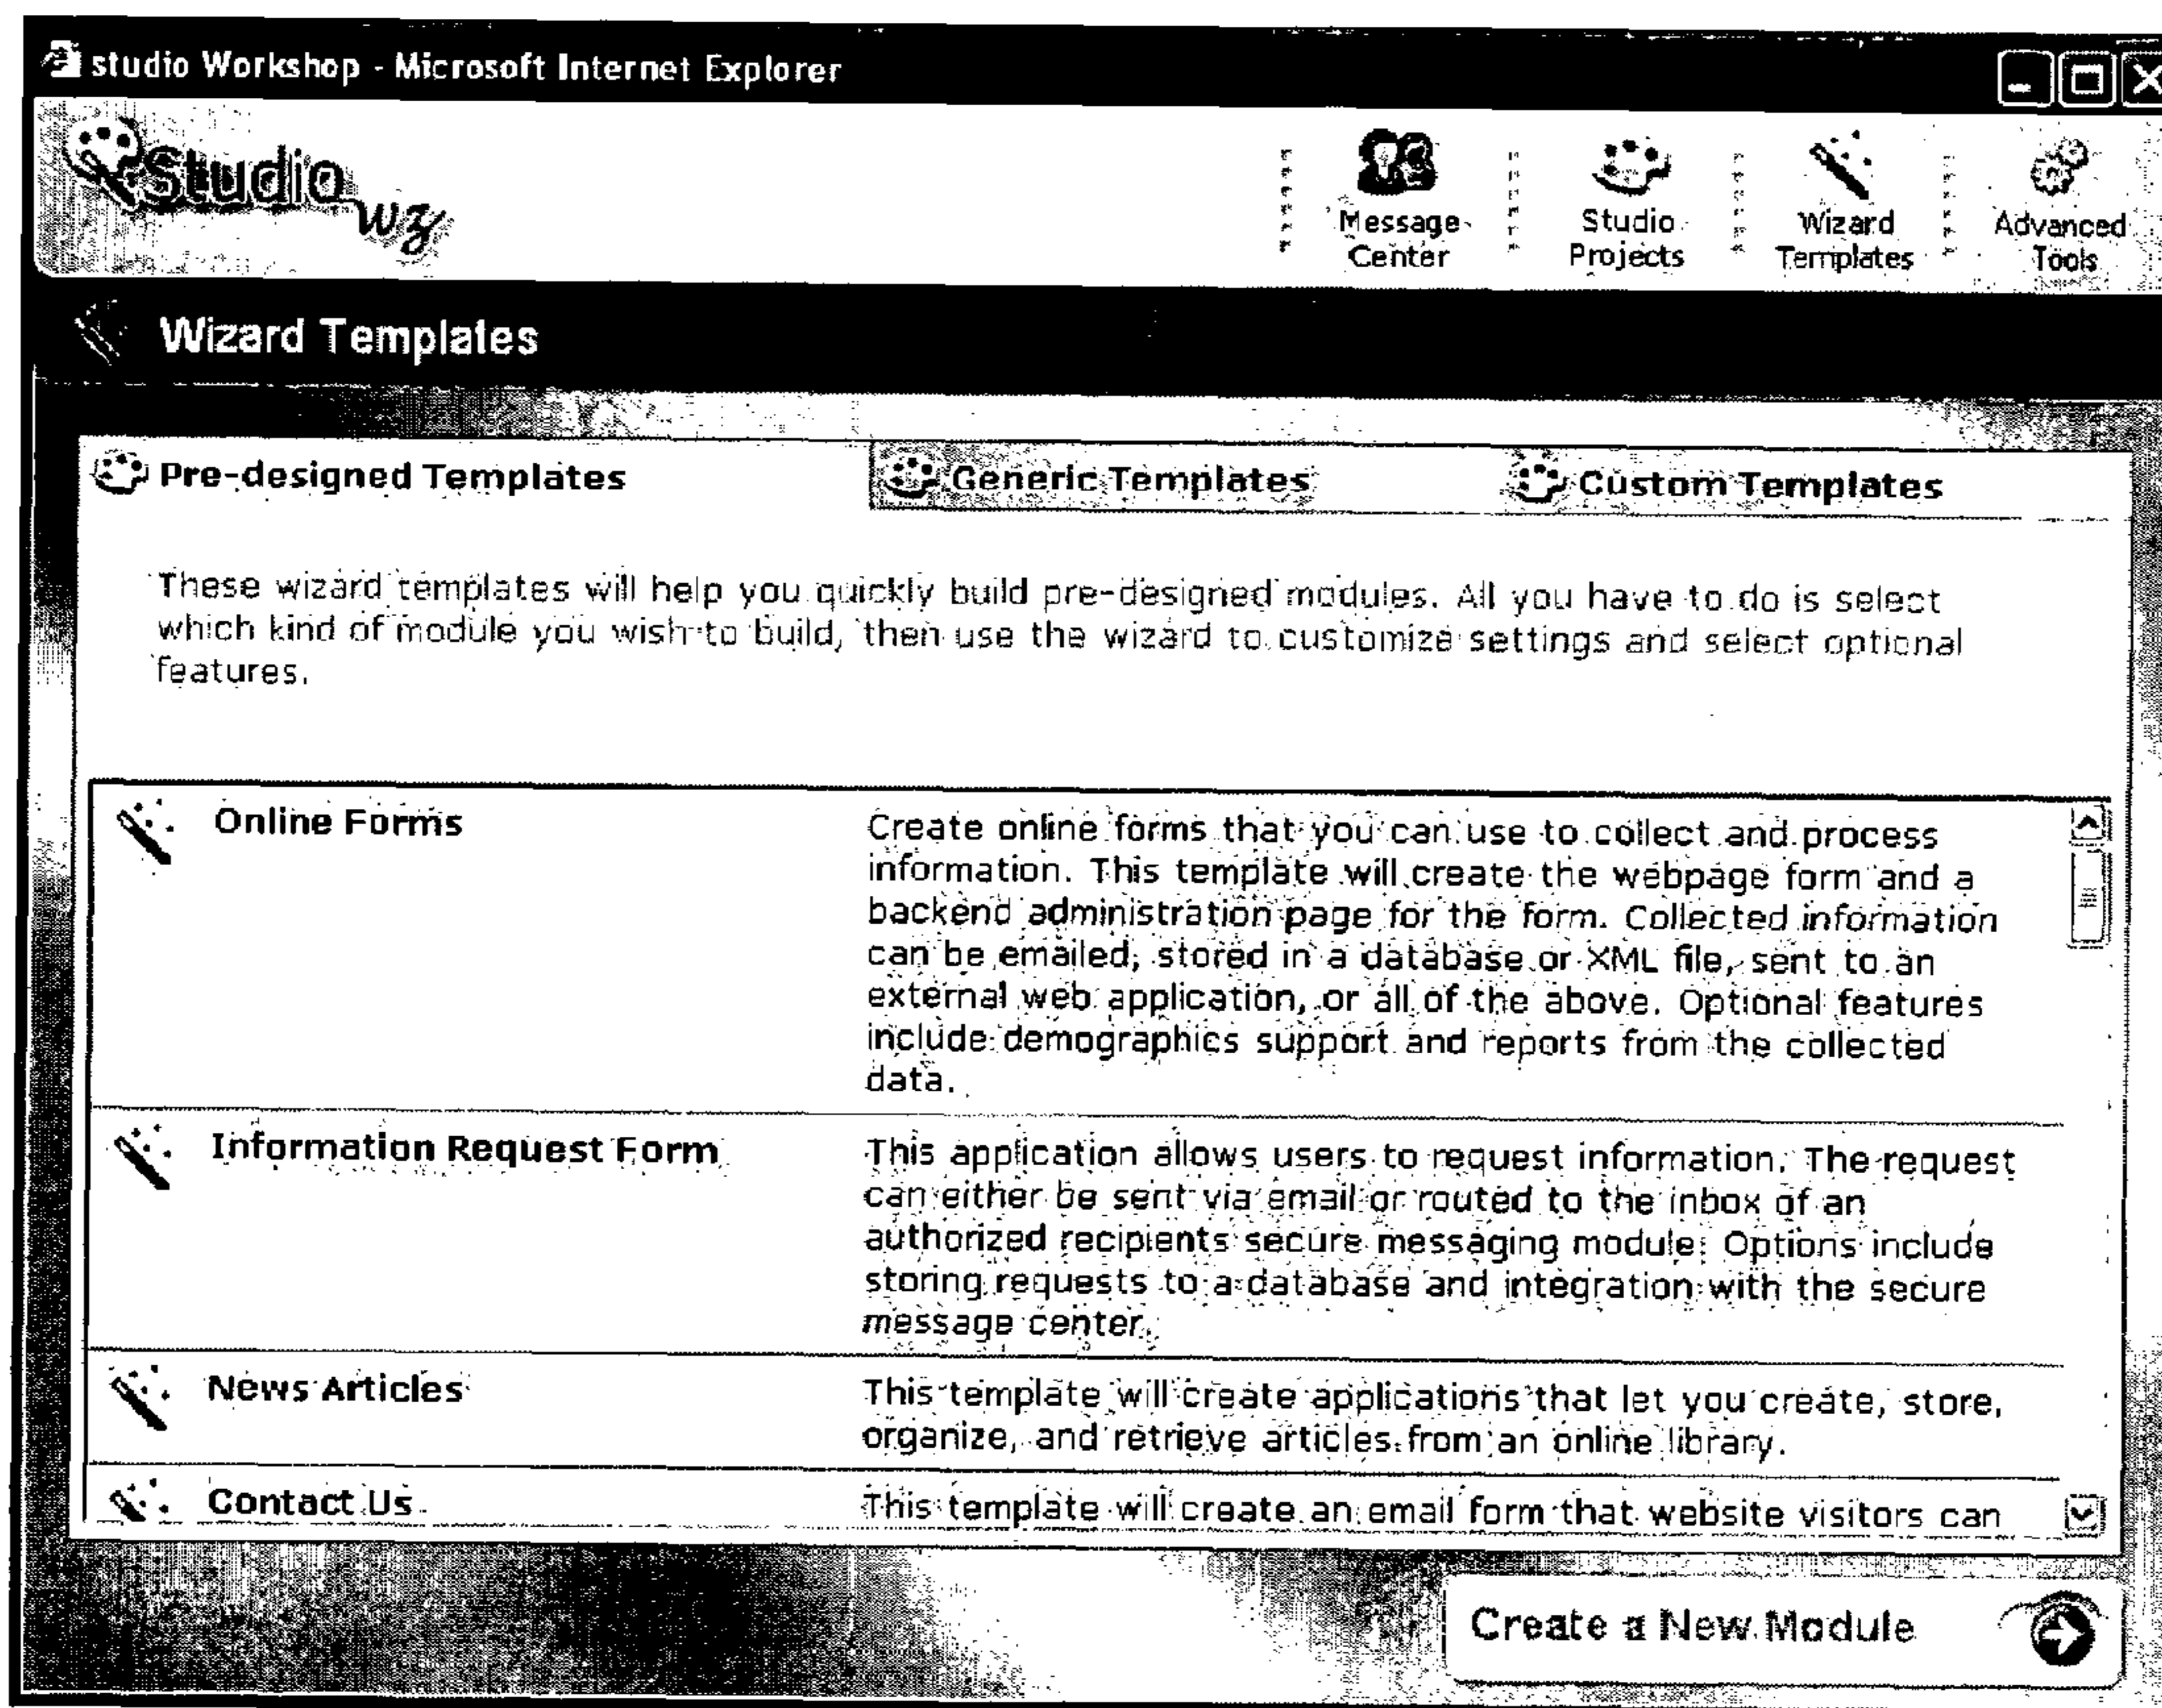 studio Workshop - Microsoft Internet Explorer
Studio
wz
Message Center
Studio Projects
Wizard Templates
Advanced Tools
Wizard Templates
Pre-designed Templates
Generic Templates
Custom Templates
These wizard templates will help you quickly build pre-designed modules. All you have to do is select
which kind of module you wish to build, then use the wizard to customize settings and select optional
features.
Online Forms
Create online forms that you can use to collect and process
information. This template will create the webpage form and a
backend administration page for the form. Collected information
can be emailed, stored in a database or XML file, sent to an
external web application, or all of the above. Optional features
include demographics support and reports from the collected
data.
Information Request Form
This application allows users to request information. The request
can either be sent via email or routed to the inbox of an
authorized recipients secure messaging module. Options include
storing requests to a database and integration with the secure
message center.
News Articles
This template will create applications that let you create, store,
organize, and retrieve articles from an online library.
Contact Us
This template will create an email form that website visitors can
Create a New Module